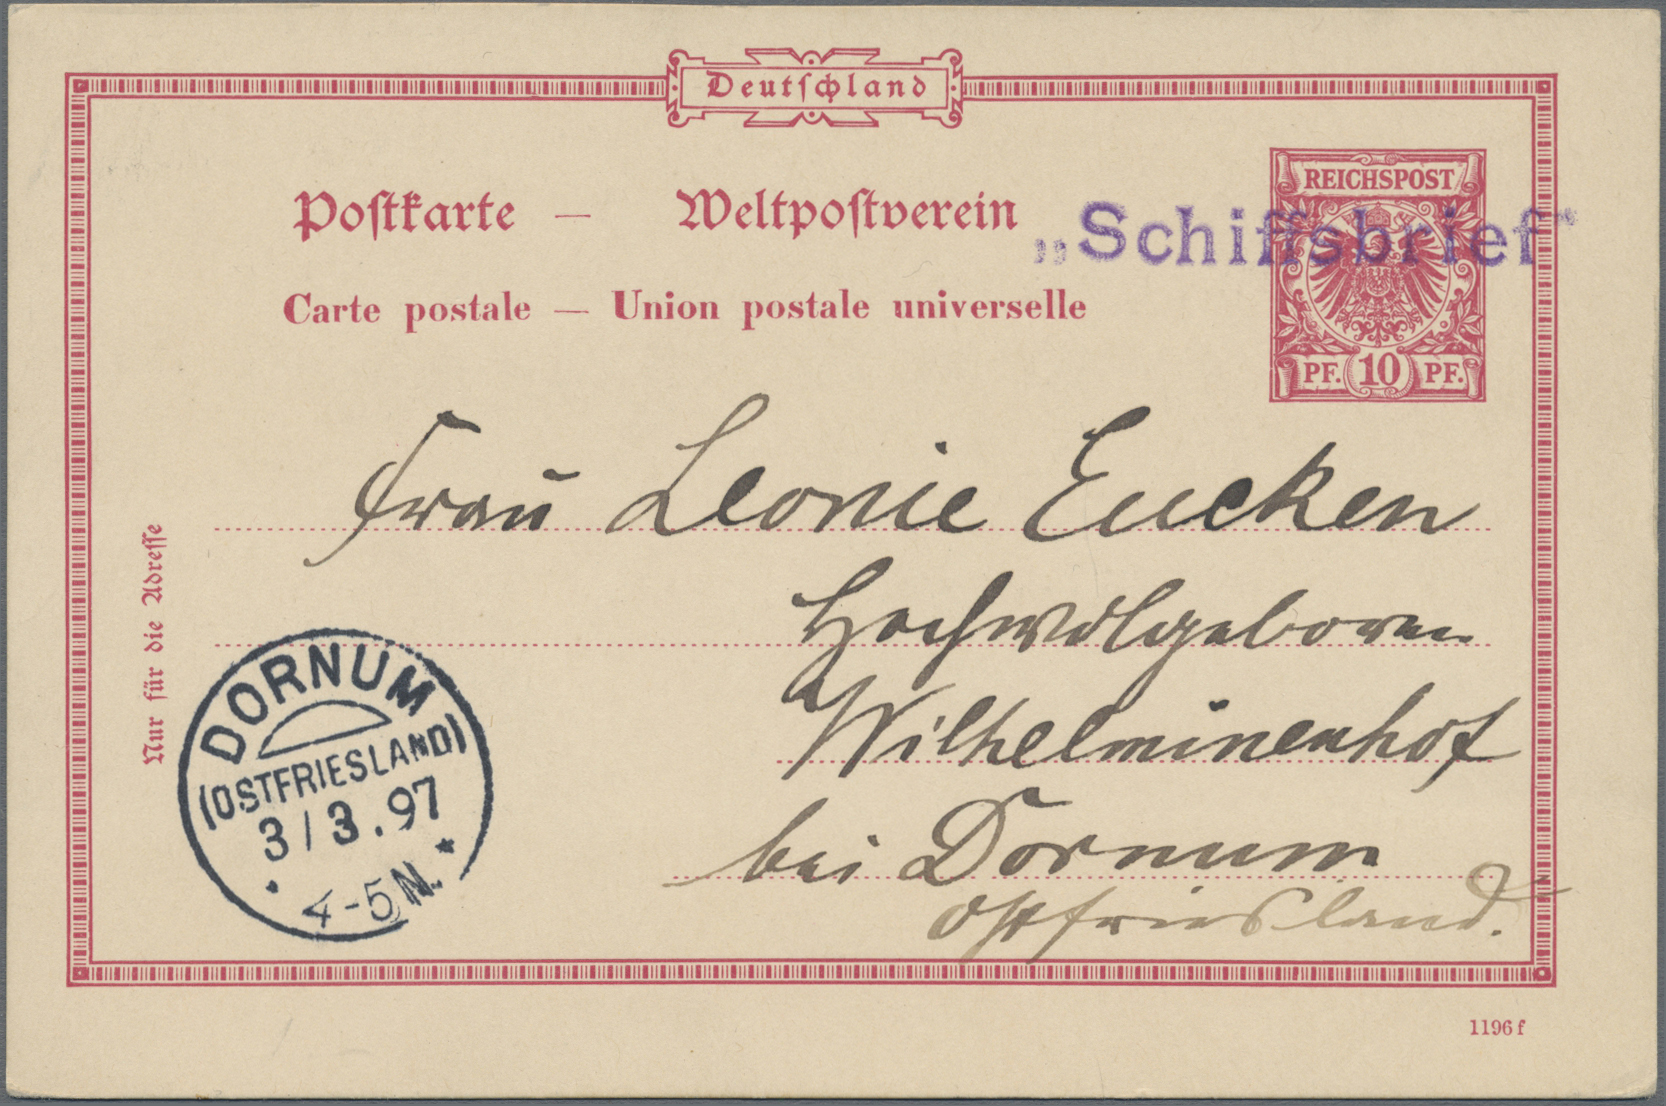 Deutſchland
Poſtkarte — Weltpoſtverein
Carte postale — Union postale universelle
REICHSPOST
PF. 10 PF.
„Schiffsbrief“
Frau Leonie Eucken
Hochwolgeboren
Wilhelminenhof
bei Dornum
Ostfriesland.
Nur für die Adreſſe
DORNUM
(OSTFRIESLAND)
3/3.97
* 4-5N. *
1196 f